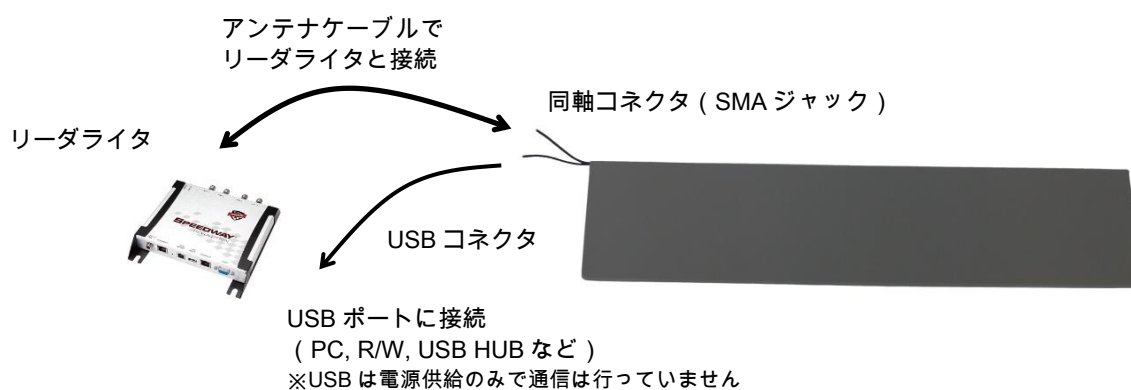 アンテナケーブルで
リーダライタと接続
同軸コネクタ ( SMA ジャック )
リーダライタ
SPEEDWAY
USB コネクタ
USB ポートに接続
( PC, R/W, USB HUB など )
※USB は電源供給のみで通信は行っていません